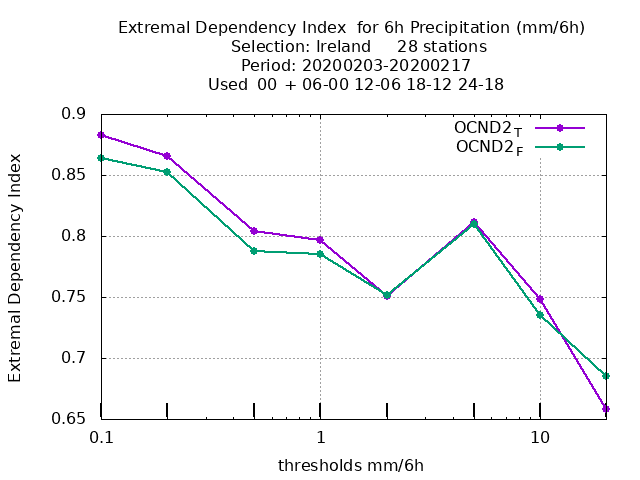 Extremal Dependency Index  for 6h Precipitation (mm/6h)
Selection: Ireland     28 stations
Period: 20200203-20200217
Used  00 + 06-00 12-06 18-12 24-18
OCND2T
OCND2F
0.9
0.85
0.8
0.75
0.7
0.65
Extremal Dependency Index
0.1 1 10
thresholds mm/6h